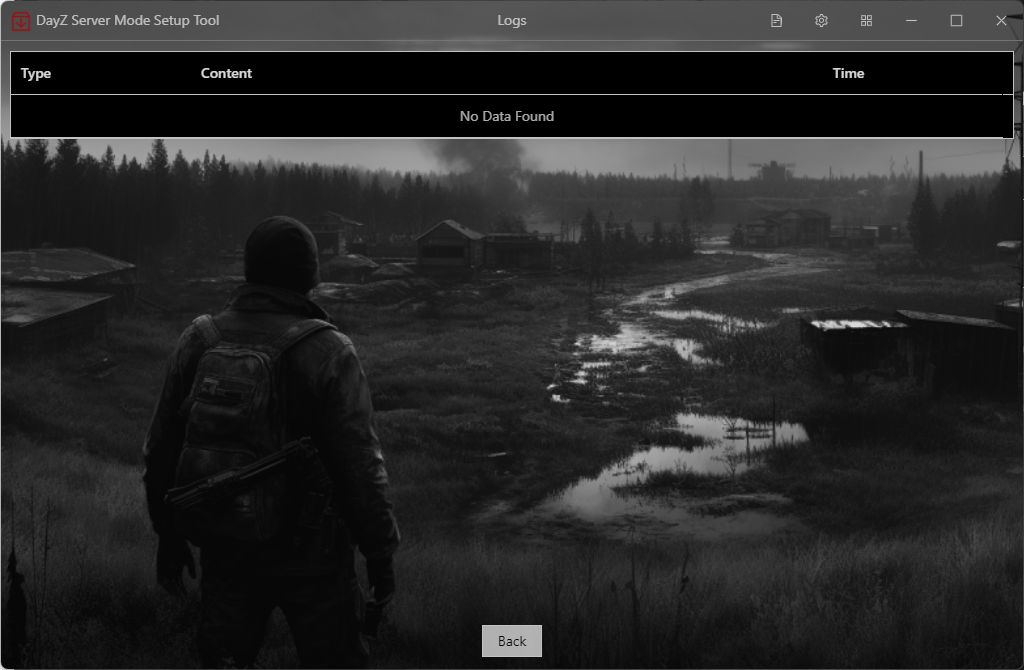 DayZ Server Mode Setup Tool
Logs
Type Content Time
No Data Found
Back